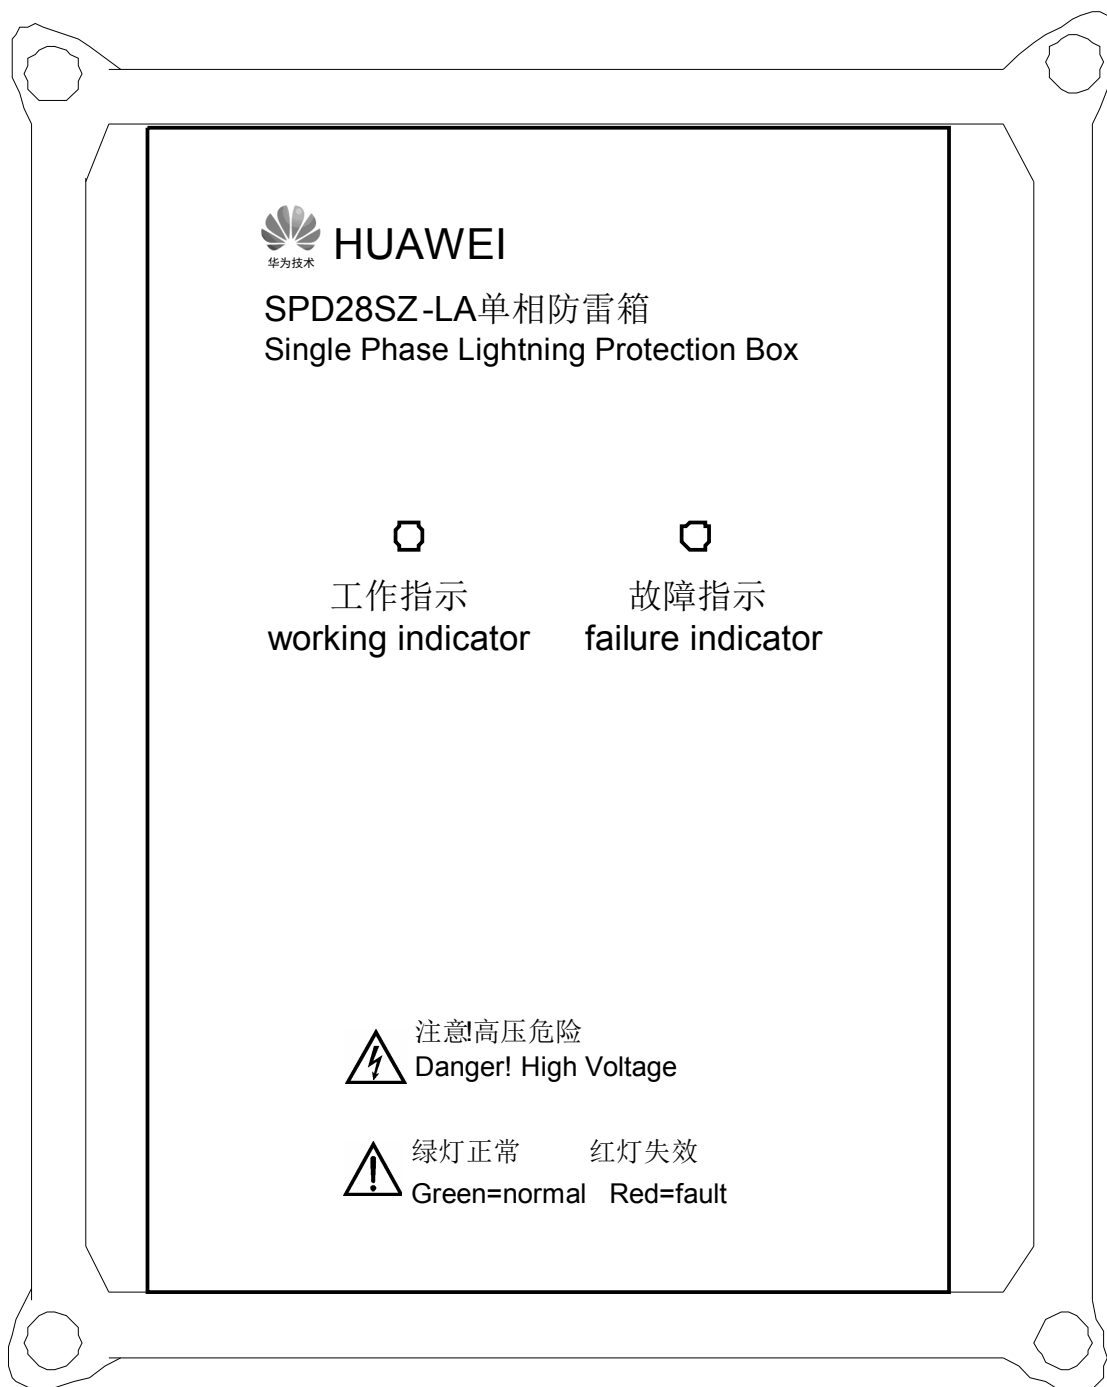 HUAWEI
华为技术
SPD28SZ-LA单相防雷箱
Single Phase Lightning Protection Box
工作指示 故障指示
working indicator failure indicator
注意!高压危险
Danger! High Voltage
绿灯正常 红灯失效
Green=normal Red=fault